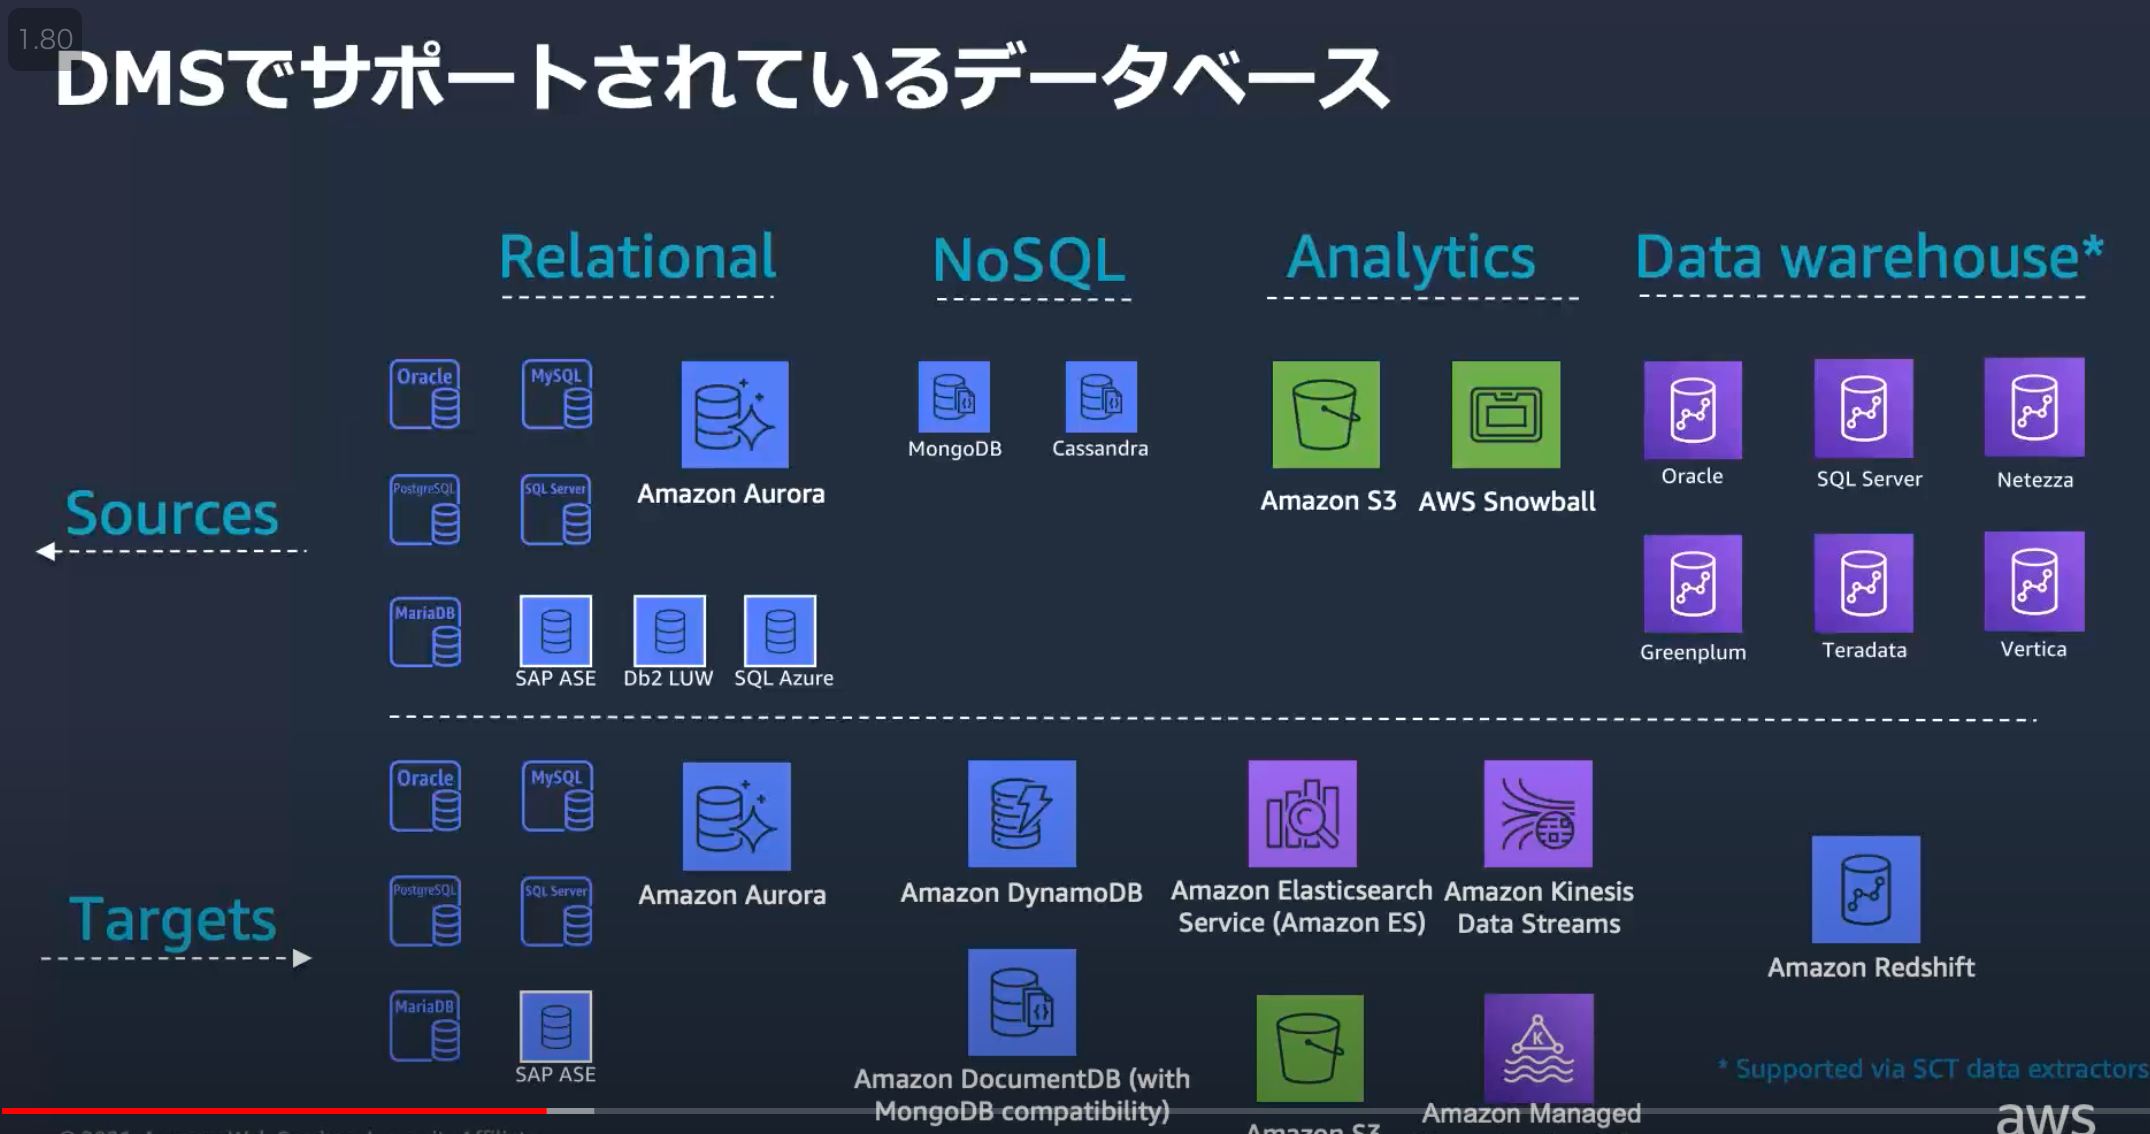 1.80
DMSでサポートされているデータベース
Relational
NoSQL
Analytics
Data warehouse*
Sources
Oracle
MySQL
Amazon Aurora
PostgreSQL
SQL Server
MariaDB
SAP ASE
Db2 LUW
SQL Azure
MongoDB
Cassandra
Amazon S3
AWS Snowball
Oracle
SQL Server
Netezza
Greenplum
Teradata
Vertica
Targets
Oracle
MySQL
Amazon Aurora
PostgreSQL
SQL Server
MariaDB
SAP ASE
Amazon DynamoDB
Amazon DocumentDB (with
MongoDB compatibility)
Amazon Elasticsearch
Service (Amazon ES)
Amazon Kinesis
Data Streams
Amazon S3
K
Amazon Managed
Amazon Redshift
* Supported via SCT data extractors
aws